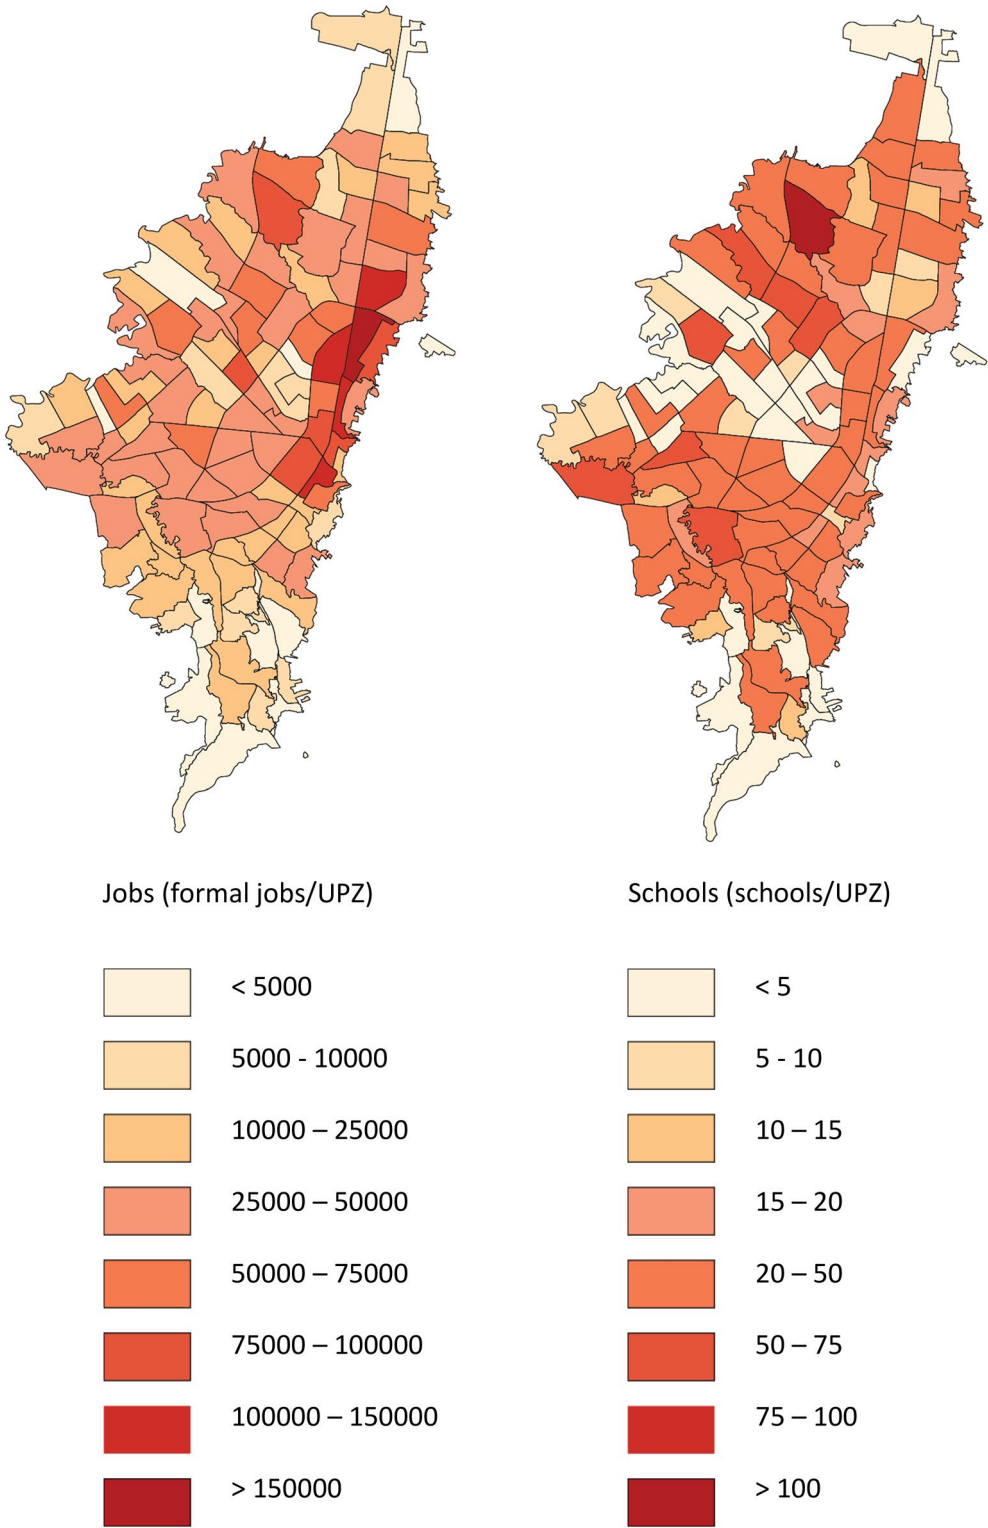 Jobs (formal jobs/UPZ)
< 5000
5000 - 10000
10000 – 25000
25000 – 50000
50000 – 75000
75000 – 100000
100000 – 150000
> 150000
Schools (schools/UPZ)
< 5
5 - 10
10 – 15
15 – 20
20 – 50
50 – 75
75 – 100
> 100